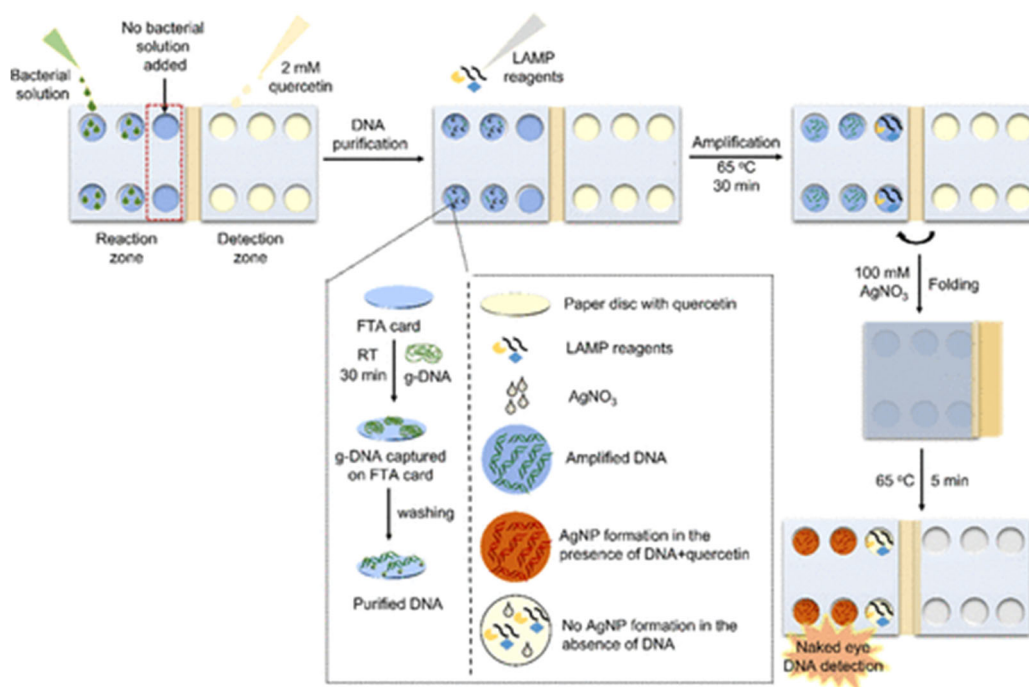 No bacterial
solution
added
Bacterial
solution
2 mM
quercetin
LAMP
reagents
DNA
purification
Amplification
65 ºC
30 min
Reaction
zone
Detection
zone
100 mM
AgNO3
Folding
FTA card
RT
30 min
g-DNA
g-DNA captured
on FTA card
washing
Purified DNA
Paper disc with quercetin
LAMP reagents
AgNO3
Amplified DNA
AgNP formation in the
presence of DNA+quercetin
No AgNP formation in the
absence of DNA
65 ºC
5 min
Naked eye
DNA detection